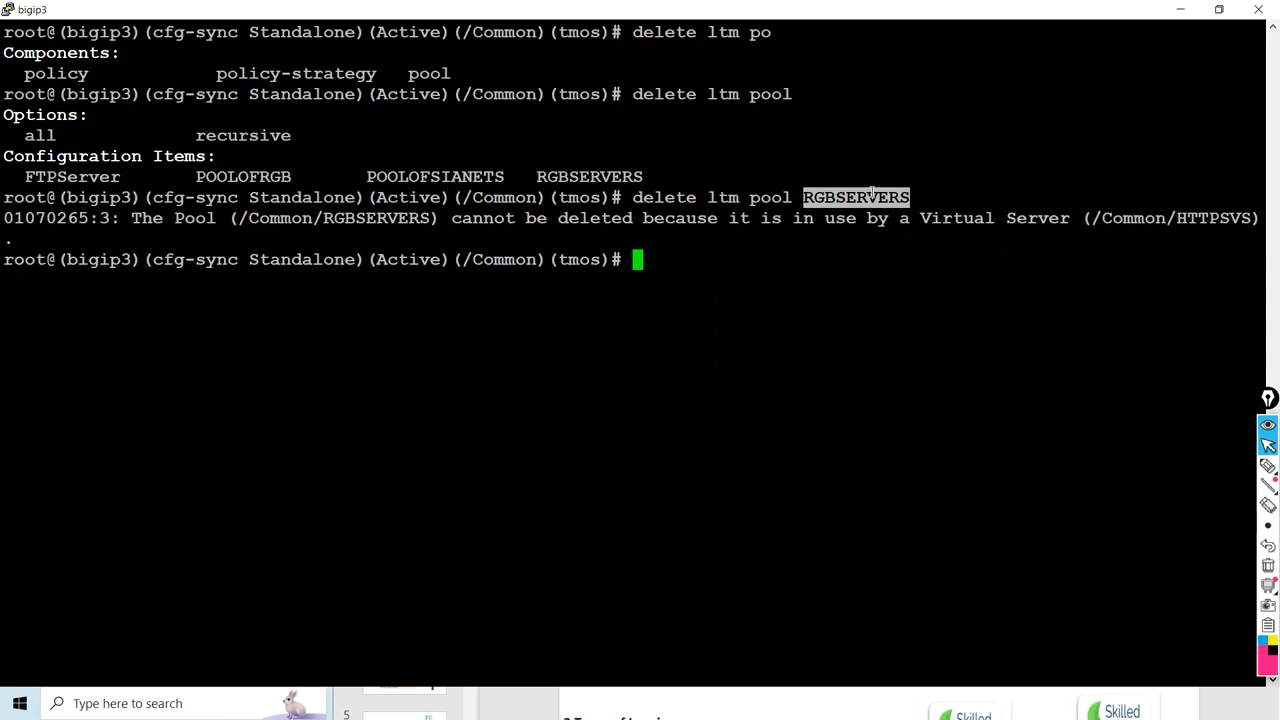 bigip3
root@(bigip3)(cfg-sync Standalone)(Active)(/Common)(tmos)# delete ltm po
Components:
policy policy-strategy pool
root@(bigip3)(cfg-sync Standalone)(Active)(/Common)(tmos)# delete ltm pool
Options:
all recursive
Configuration Items:
FTPServer POOLOFRGB POOLOFSIANETS RGBSERVERS
root@(bigip3)(cfg-sync Standalone)(Active)(/Common)(tmos)# delete ltm pool RGBSERVERS
01070265:3: The Pool (/Common/RGBSERVERS) cannot be deleted because it is in use by a Virtual Server (/Common/HTTPSVS)
.
root@(bigip3)(cfg-sync Standalone)(Active)(/Common)(tmos)#
Type here to search
5
Skilled
Skilled